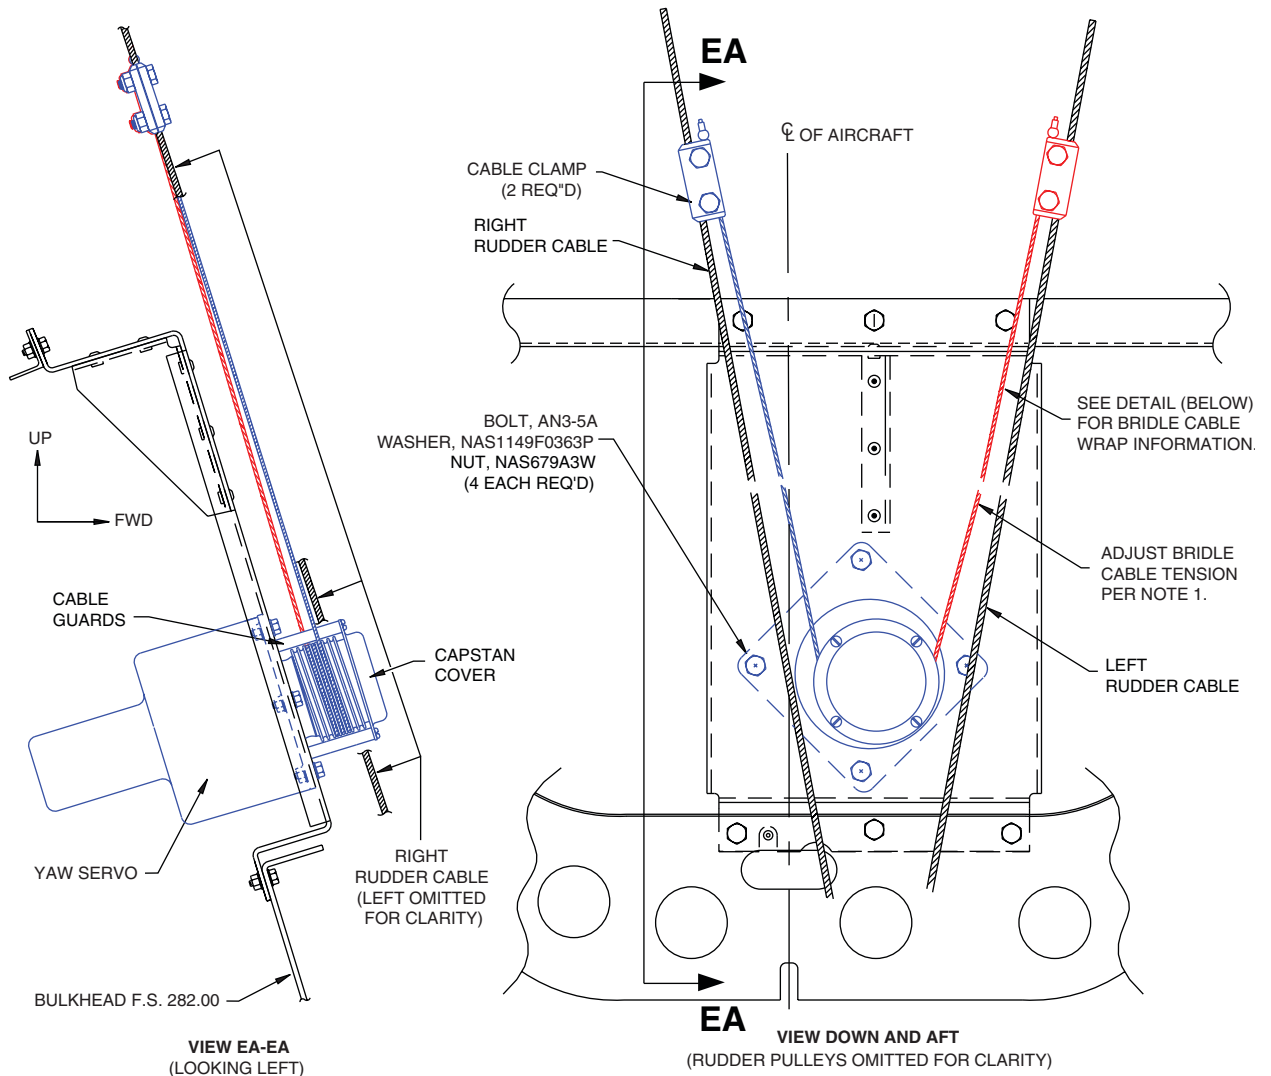 EA
℄ OF AIRCRAFT
CABLE CLAMP
(2 REQ"D)
RIGHT
RUDDER CABLE
BOLT, AN3-5A
WASHER, NAS1149F0363P
NUT, NAS679A3W
(4 EACH REQ'D)
SEE DETAIL (BELOW)
FOR BRIDLE CABLE
WRAP INFORMATION.
UP
FWD
ADJUST BRIDLE
CABLE TENSION
PER NOTE 1.
CABLE
GUARDS
CAPSTAN
COVER
LEFT
RUDDER CABLE
YAW SERVO
RIGHT
RUDDER CABLE
(LEFT OMITTED
FOR CLARITY)
BULKHEAD F.S. 282.00
EA
VIEW EA-EA
(LOOKING LEFT)
VIEW DOWN AND AFT
(RUDDER PULLEYS OMITTED FOR CLARITY)